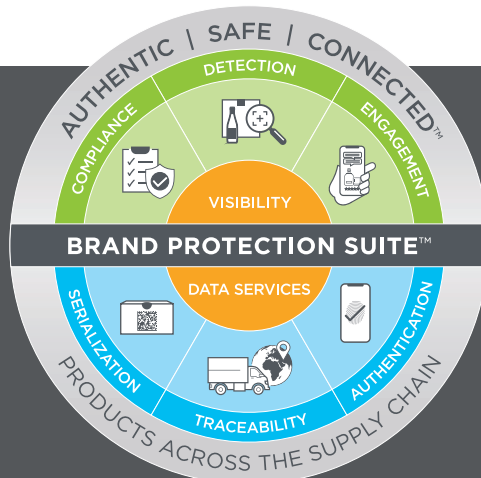 AUTHENTIC | SAFE | CONNECTED™
DETECTION
COMPLIANCE
ENGAGEMENT
VISIBILITY
BRAND PROTECTION SUITE™
DATA SERVICES
SERIALIZATION
AUTHENTICATION
TRACEABILITY
PRODUCTS ACROSS THE SUPPLY CHAIN